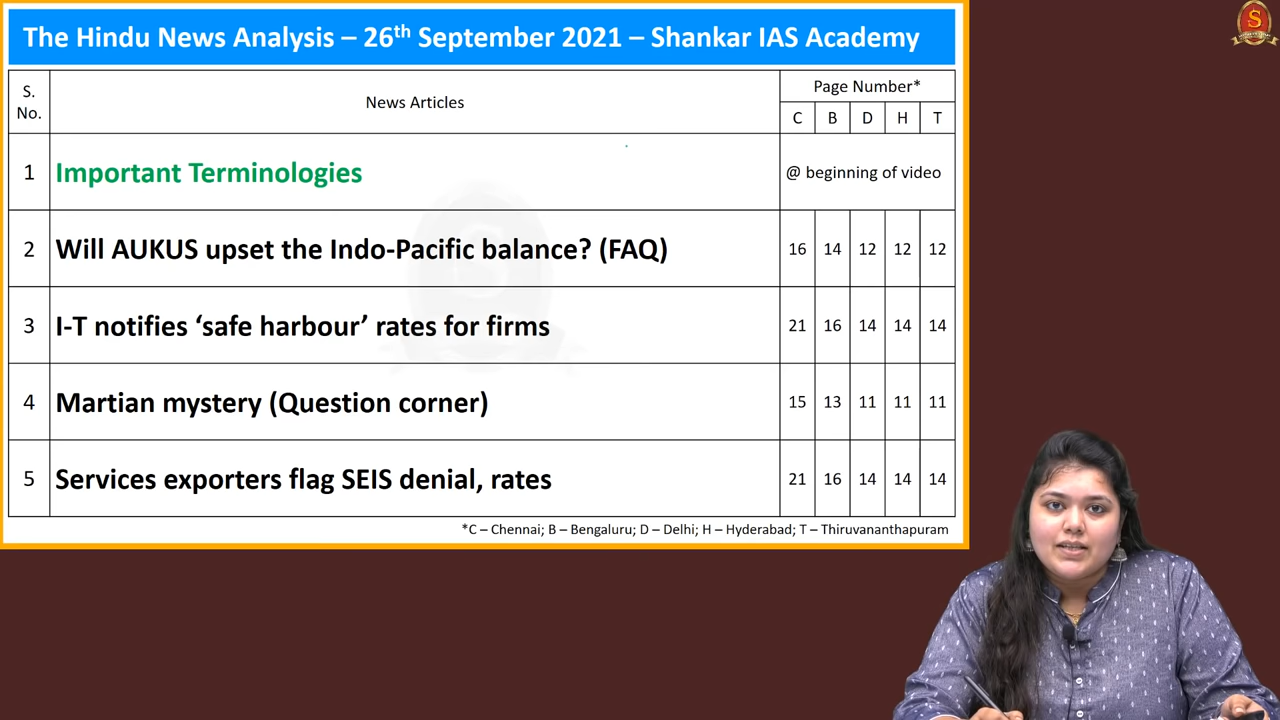 The Hindu News Analysis – 26th September 2021 – Shankar IAS Academy
S. No. News Articles Page Number*
C B D H T
1 Important Terminologies @ beginning of video
2 Will AUKUS upset the Indo-Pacific balance? (FAQ) 16 14 12 12 12
3 I-T notifies ‘safe harbour’ rates for firms 21 16 14 14 14
4 Martian mystery (Question corner) 15 13 11 11 11
5 Services exporters flag SEIS denial, rates 21 16 14 14 14
*C – Chennai; B – Bengaluru; D – Delhi; H – Hyderabad; T – Thiruvananthapuram
S